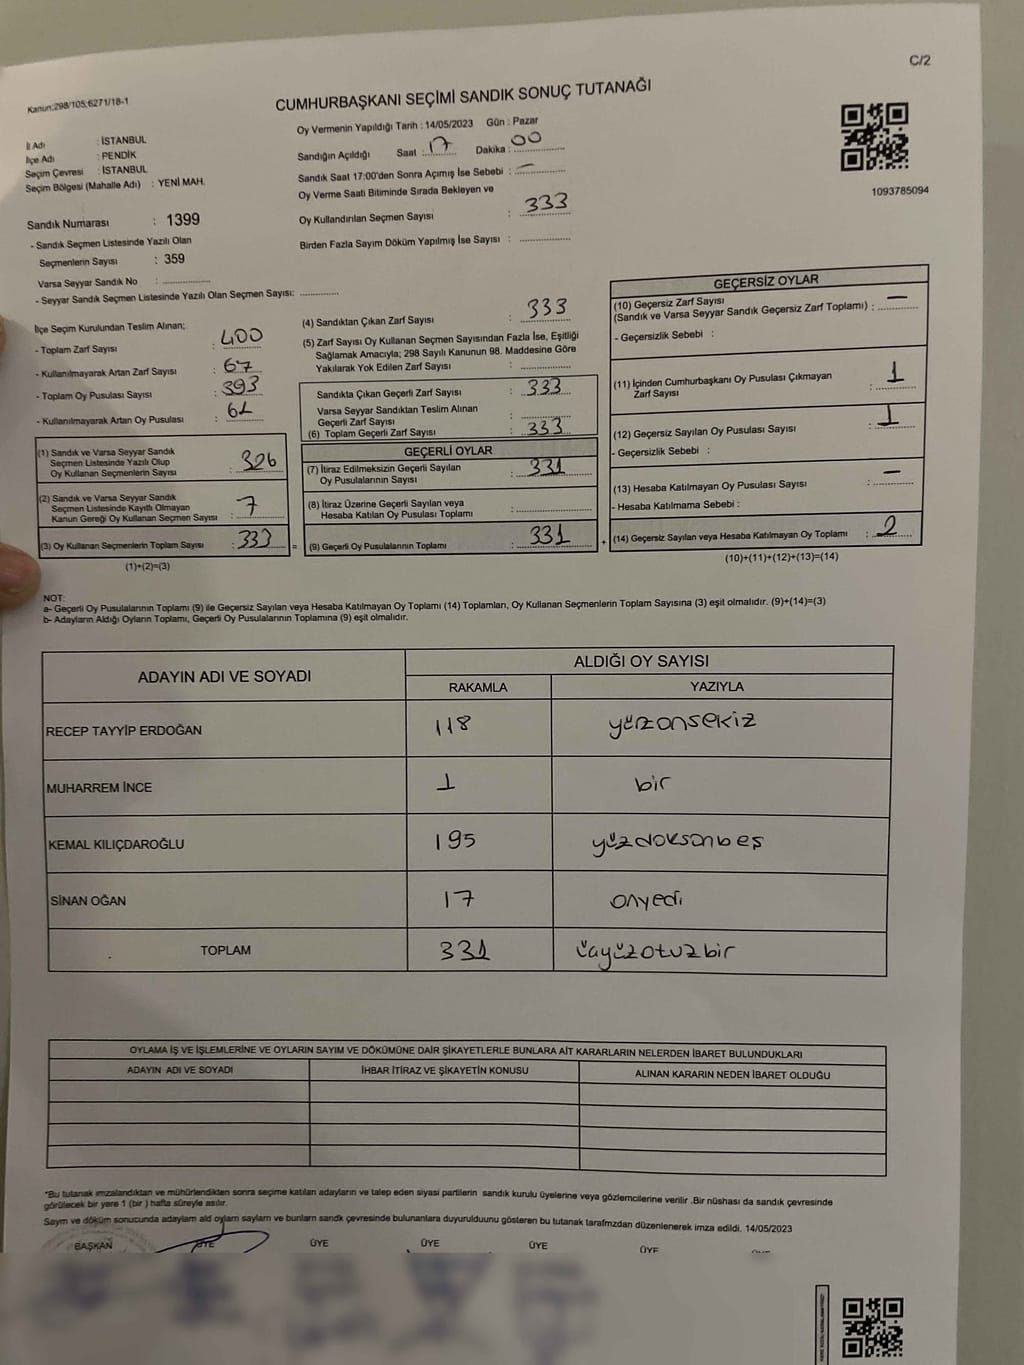 C/2
Kanun:298/105;6271/18-1
CUMHURBAŞKANI SEÇİMİ SANDIK SONUÇ TUTANAĞI
İl Adı : İSTANBUL
İlçe Adı : PENDİK
Seçim Çevresi : İSTANBUL
Seçim Bölgesi (Mahalle Adı) : YENİ MAH.
Oy Vermenin Yapıldığı Tarih : 14/05/2023 Gün : Pazar
Sandığın Açıldığı Saat : 17 Dakika : 00
Sandık Saat 17:00'den Sonra Açımış İse Sebebi : —
Oy Verme Saati Bitiminde Sırada Bekleyen ve
Oy Kullandırılan Seçmen Sayısı : 333
Birden Fazla Sayım Döküm Yapılmış İse Sayısı :
1093785094
Sandık Numarası : 1399
- Sandık Seçmen Listesinde Yazılı Olan
Seçmenlerin Sayısı : 359
Varsa Seyyar Sandık No :
- Seyyar Sandık Seçmen Listesinde Yazılı Olan Seçmen Sayısı:
İlçe Seçim Kurulundan Teslim Alınan;
- Toplam Zarf Sayısı : 400
- Kullanılmayarak Artan Zarf Sayısı : 67
- Toplam Oy Pusulası Sayısı : 393
- Kullanılmayarak Artan Oy Pusulası :
(1) Sandık ve Varsa Seyyar Sandık
Seçmen Listesinde Yazılı Olup
Oy Kullanan Seçmenlerin Sayısı : 326
(2) Sandık ve Varsa Seyyar Sandık
Seçmen Listesinde Kayıtlı Olmayan
Kanun Gereği Oy Kullanan Seçmen Sayısı : 7
(3) Oy Kullanan Seçmenlerin Toplam Sayısı : 333 =
(1)+(2)=(3)
(4) Sandıktan Çıkan Zarf Sayısı : 333
(5) Zarf Sayısı Oy Kullanan Seçmen Sayısından Fazla İse, Eşitliği
Sağlamak Amacıyla; 298 Sayılı Kanunun 98. Maddesine Göre
Yakılarak Yok Edilen Zarf Sayısı :
Sandıkta Çıkan Geçerli Zarf Sayısı : 333
Varsa Seyyar Sandıktan Teslim Alınan
Geçerli Zarf Sayısı :
(6) Toplam Geçerli Zarf Sayısı : 333
GEÇERLİ OYLAR
(7) İtiraz Edilmeksizin Geçerli Sayılan
Oy Pusulalarının Sayısı : 331
(8) İtiraz Üzerine Geçerli Sayılan veya
Hesaba Katılan Oy Pusulası Toplamı :
(9) Geçerli Oy Pusulalarının Toplamı : 331 +
GEÇERSİZ OYLAR
(10) Geçersiz Zarf Sayısı
(Sandık ve Varsa Seyyar Sandık Geçersiz Zarf Toplamı) : —
- Geçersizlik Sebebi :
(11) İçinden Cumhurbaşkanı Oy Pusulası Çıkmayan
Zarf Sayısı : 1
(12) Geçersiz Sayılan Oy Pusulası Sayısı : 1
- Geçersizlik Sebebi :
(13) Hesaba Katılmayan Oy Pusulası Sayısı : —
- Hesaba Katılmama Sebebi :
(14) Geçersiz Sayılan veya Hesaba Katılmayan Oy Toplamı : 2
(10)+(11)+(12)+(13)=(14)
NOT:
a- Geçerli Oy Pusulalarının Toplamı (9) ile Geçersiz Sayılan veya Hesaba Katılmayan Oy Toplamı (14) Toplamları, Oy Kullanan Seçmenlerin Toplam Sayısına (3) eşit olmalıdır. (9)+(14)=(3)
b- Adayların Aldığı Oyların Toplamı, Geçerli Oy Pusulalarının Toplamına (9) eşit olmalıdır.
ADAYIN ADI VE SOYADI ALDIĞI OY SAYISI
RAKAMLA YAZIYLA
RECEP TAYYİP ERDOĞAN 118 yüzonsekiz
MUHARREM İNCE 1 bir
KEMAL KILIÇDAROĞLU 195 yüzdoksanbeş
SİNAN OĞAN 17 onyedi
TOPLAM 331 üçyüzotuzbir
OYLAMA İŞ VE İŞLEMLERİNE VE OYLARIN SAYIM VE DÖKÜMÜNE DAİR ŞİKAYETLERLE BUNLARA AİT KARARLARIN NELERDEN İBARET BULUNDUKLARI
ADAYIN ADI VE SOYADI İHBAR İTİRAZ VE ŞİKAYETİN KONUSU ALINAN KARARIN NEDEN İBARET OLDUĞU
*Bu tutanak imzalandıktan ve mühürlendikten sonra seçime katılan adayların ve talep eden siyasi partilerin sandık kurulu üyelerine veya gözlemcilerine verilir .Bir nüshası da sandık çevresinde
görülecek bir yere 1 (bir ) hafta süreyle asılır.
Sayım ve döküm sonucunda adaylam ald oylam saylam ve bunlam sandk çevresinde bulunanlara duyurulduunu gösteren bu tutanak tarafmzdan düzenlenerek imza edildi. 14/05/2023
BAŞKAN ÜYE ÜYE ÜYE ÜYE ÜYE